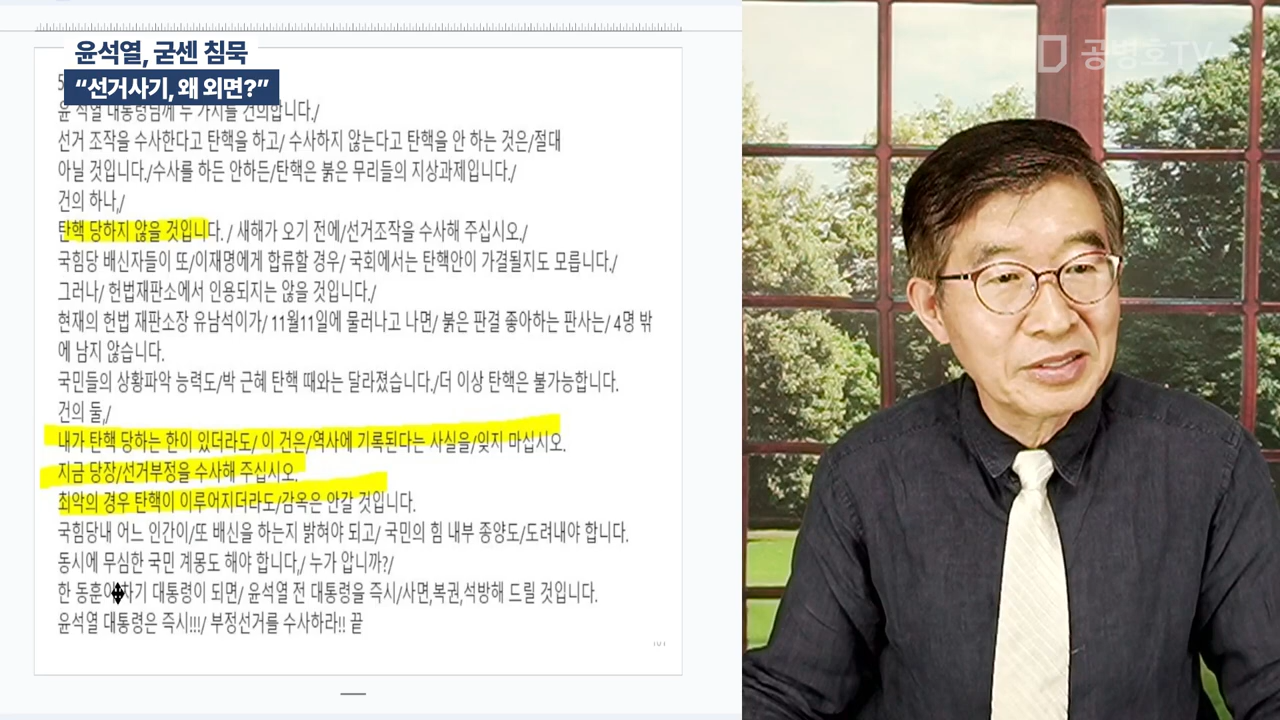 윤석열, 굳센 침묵
“선거사기, 왜 외면?”
공병호TV
윤 석열 대통령님께 두 가지를 건의합니다./
선거 조작을 수사한다고 탄핵을 하고/ 수사하지 않는다고 탄핵을 안 하는 것은/절대
아닐 것입니다./수사를 하든 안하든/탄핵은 붉은 무리들의 지상과제입니다./
건의 하나,/
탄핵 당하지 않을 것입니다. / 새해가 오기 전에/선거조작을 수사해 주십시오./
국힘당 배신자들이 또/이재명에게 합류할 경우/ 국회에서는 탄핵안이 가결될지도 모릅니다./
그러나/ 헌법재판소에서 인용되지는 않을 것입니다./
현재의 헌법 재판소장 유남석이가/ 11월11일에 물러나고 나면/ 붉은 판결 좋아하는 판사는/ 4명 밖
에 남지 않습니다.
국민들의 상황파악 능력도/박 근혜 탄핵 때와는 달라졌습니다./더 이상 탄핵은 불가능합니다.
건의 둘,/
내가 탄핵 당하는 한이 있더라도/ 이 건은/역사에 기록된다는 사실을/잊지 마십시오.
지금 당장/선거부정을 수사해 주십시오.
최악의 경우 탄핵이 이루어지더라도/감옥은 안갈 것입니다.
국힘당내 어느 인간이/또 배신을 하는지 밝혀야 되고/ 국민의 힘 내부 종양도/도려내야 합니다.
동시에 무심한 국민 계몽도 해야 합니다./ 누가 압니까?/
한 동훈이 차기 대통령이 되면/ 윤석열 전 대통령을 즉시/사면,복권,석방해 드릴 것입니다.
윤석열 대통령은 즉시!!!/ 부정선거를 수사하라!! 끝